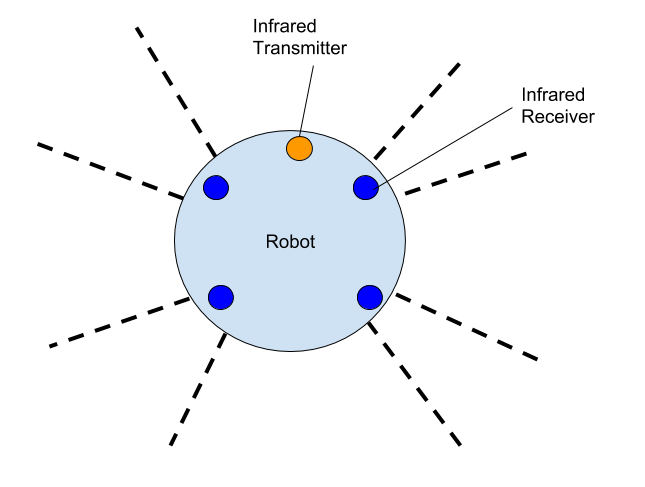 Infrared
Transmitter
Infrared
Receiver
Robot